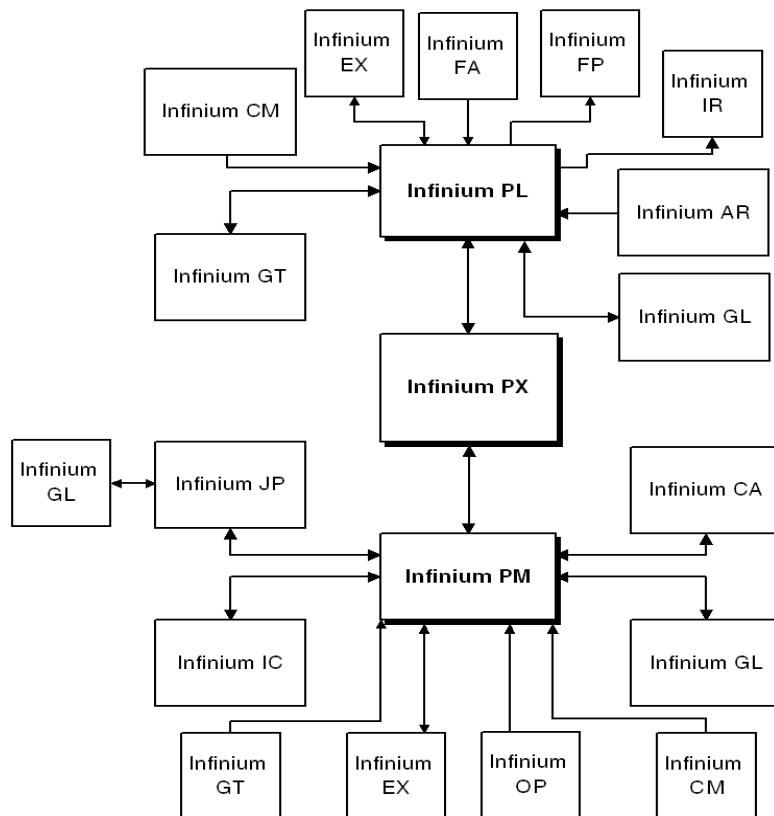 Infinium
EX
Infinium
FA
Infinium
FP
Infinium
IR
Infinium CM
Infinium PL
Infinium AR
Infinium GT
Infinium GL
Infinium PX
Infinium
GL
Infinium JP
Infinium CA
Infinium PM
Infinium IC
Infinium GL
Infinium
GT
Infinium
EX
Infinium
OP
Infinium
CM